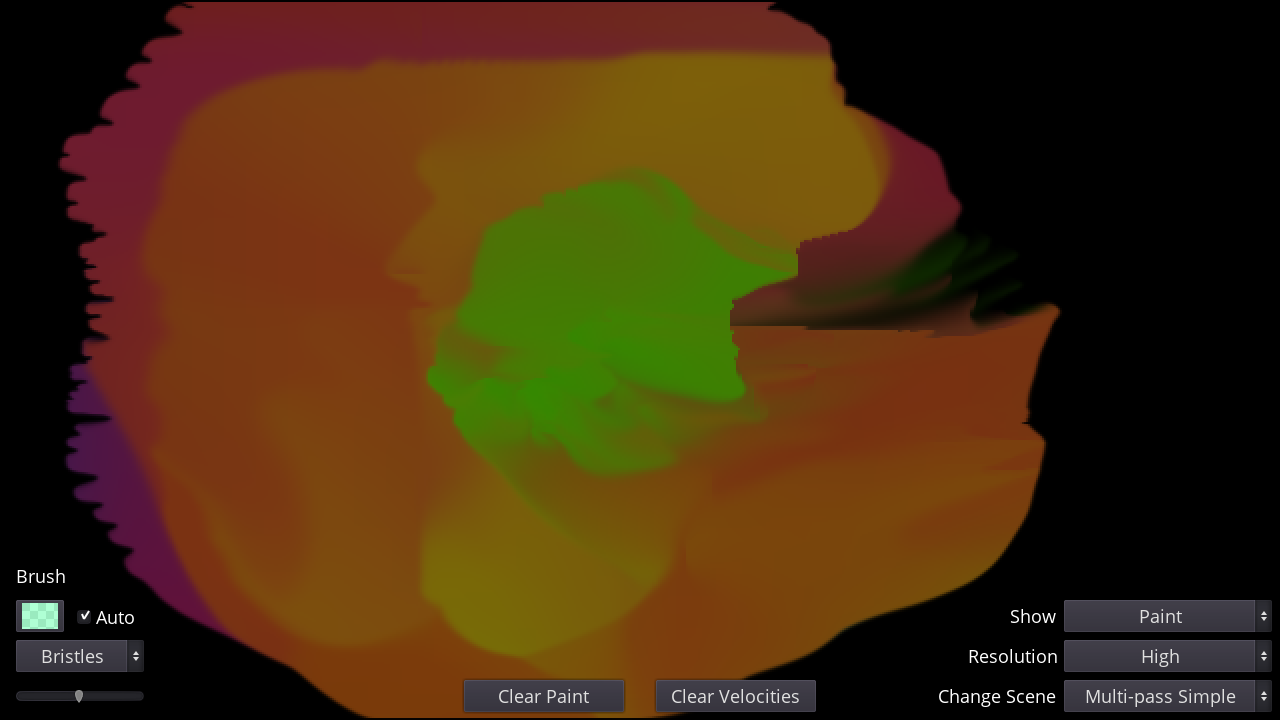 Brush
Auto
Bristles
Clear Paint
Clear Velocities
Show
Paint
Resolution
High
Change Scene
Multi-pass Simple